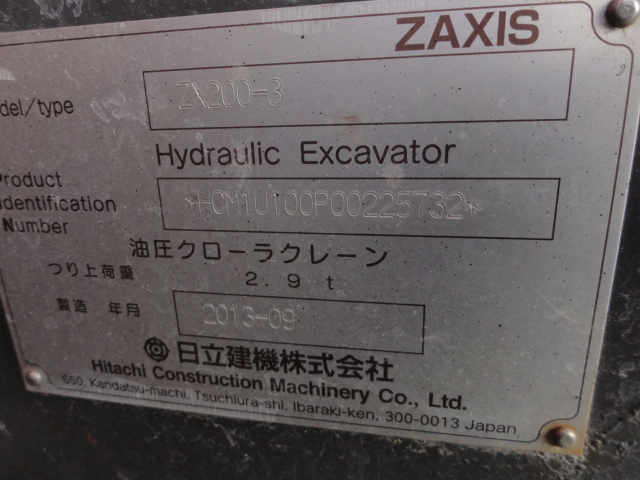 ZAXIS
del/type ZX200-3
Hydraulic Excavator
Product
Identification
Number
*HCM1U100P00225732*
油圧クローラクレーン
つり上荷重 2.9 t
製造 年月 2013-09
日立建機株式会社
Hitachi Construction Machinery Co., Ltd.
650, Kandatsu-machi, Tsuchiura-shi, Ibaraki-ken, 300-0013 Japan